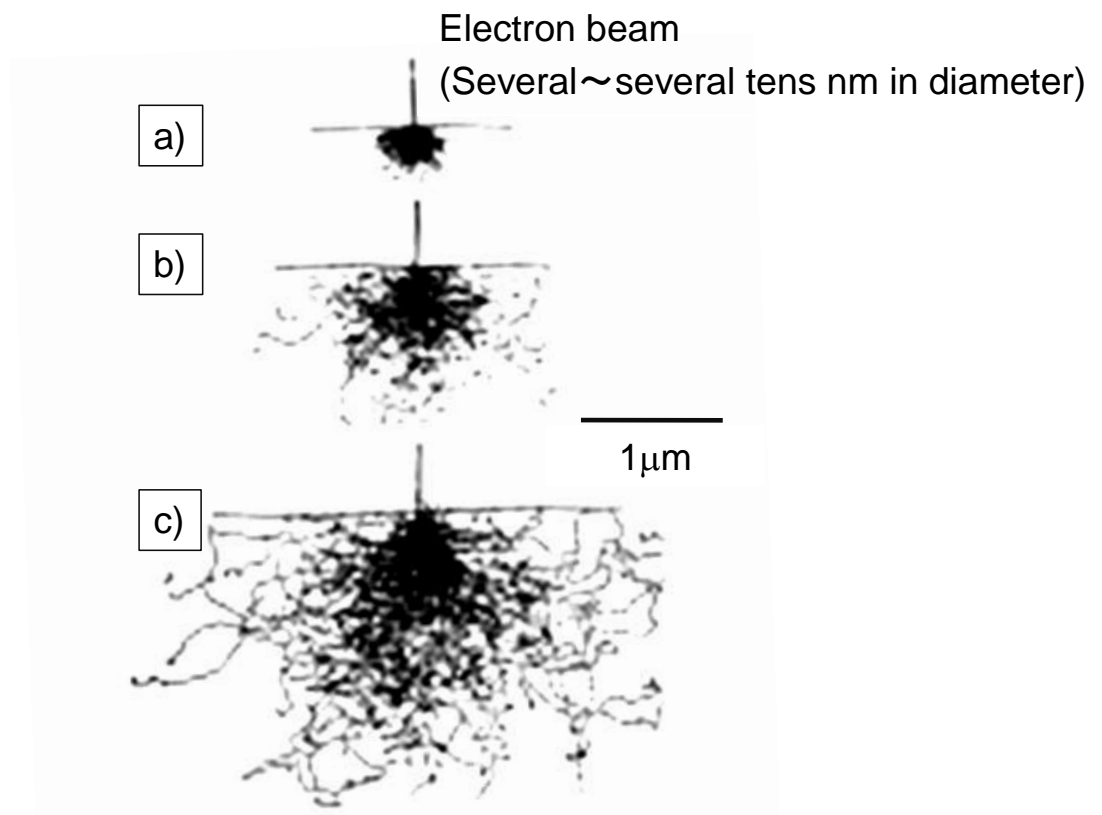 Electron beam
(Several～several tens nm in diameter)
a)
b)
1μm
c)